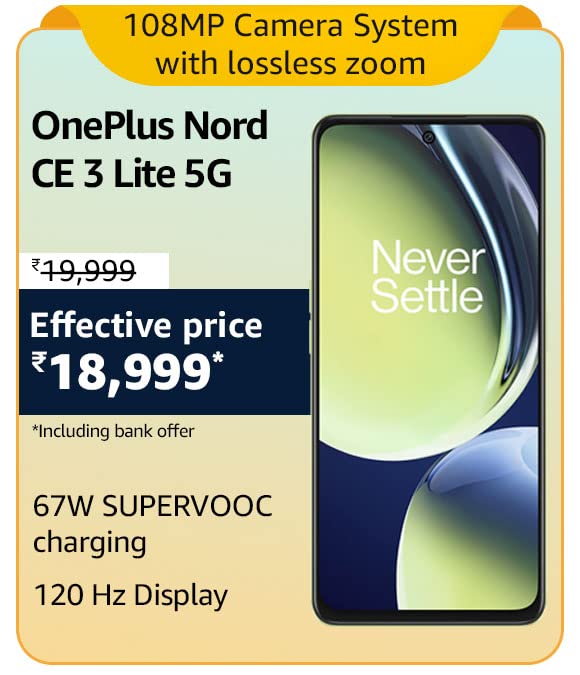 108MP Camera System
with lossless zoom
OnePlus Nord
CE 3 Lite 5G
₹19,999
Effective price
₹18,999*
*Including bank offer
67W SUPERVOOC
charging
120 Hz Display
Never
Settle